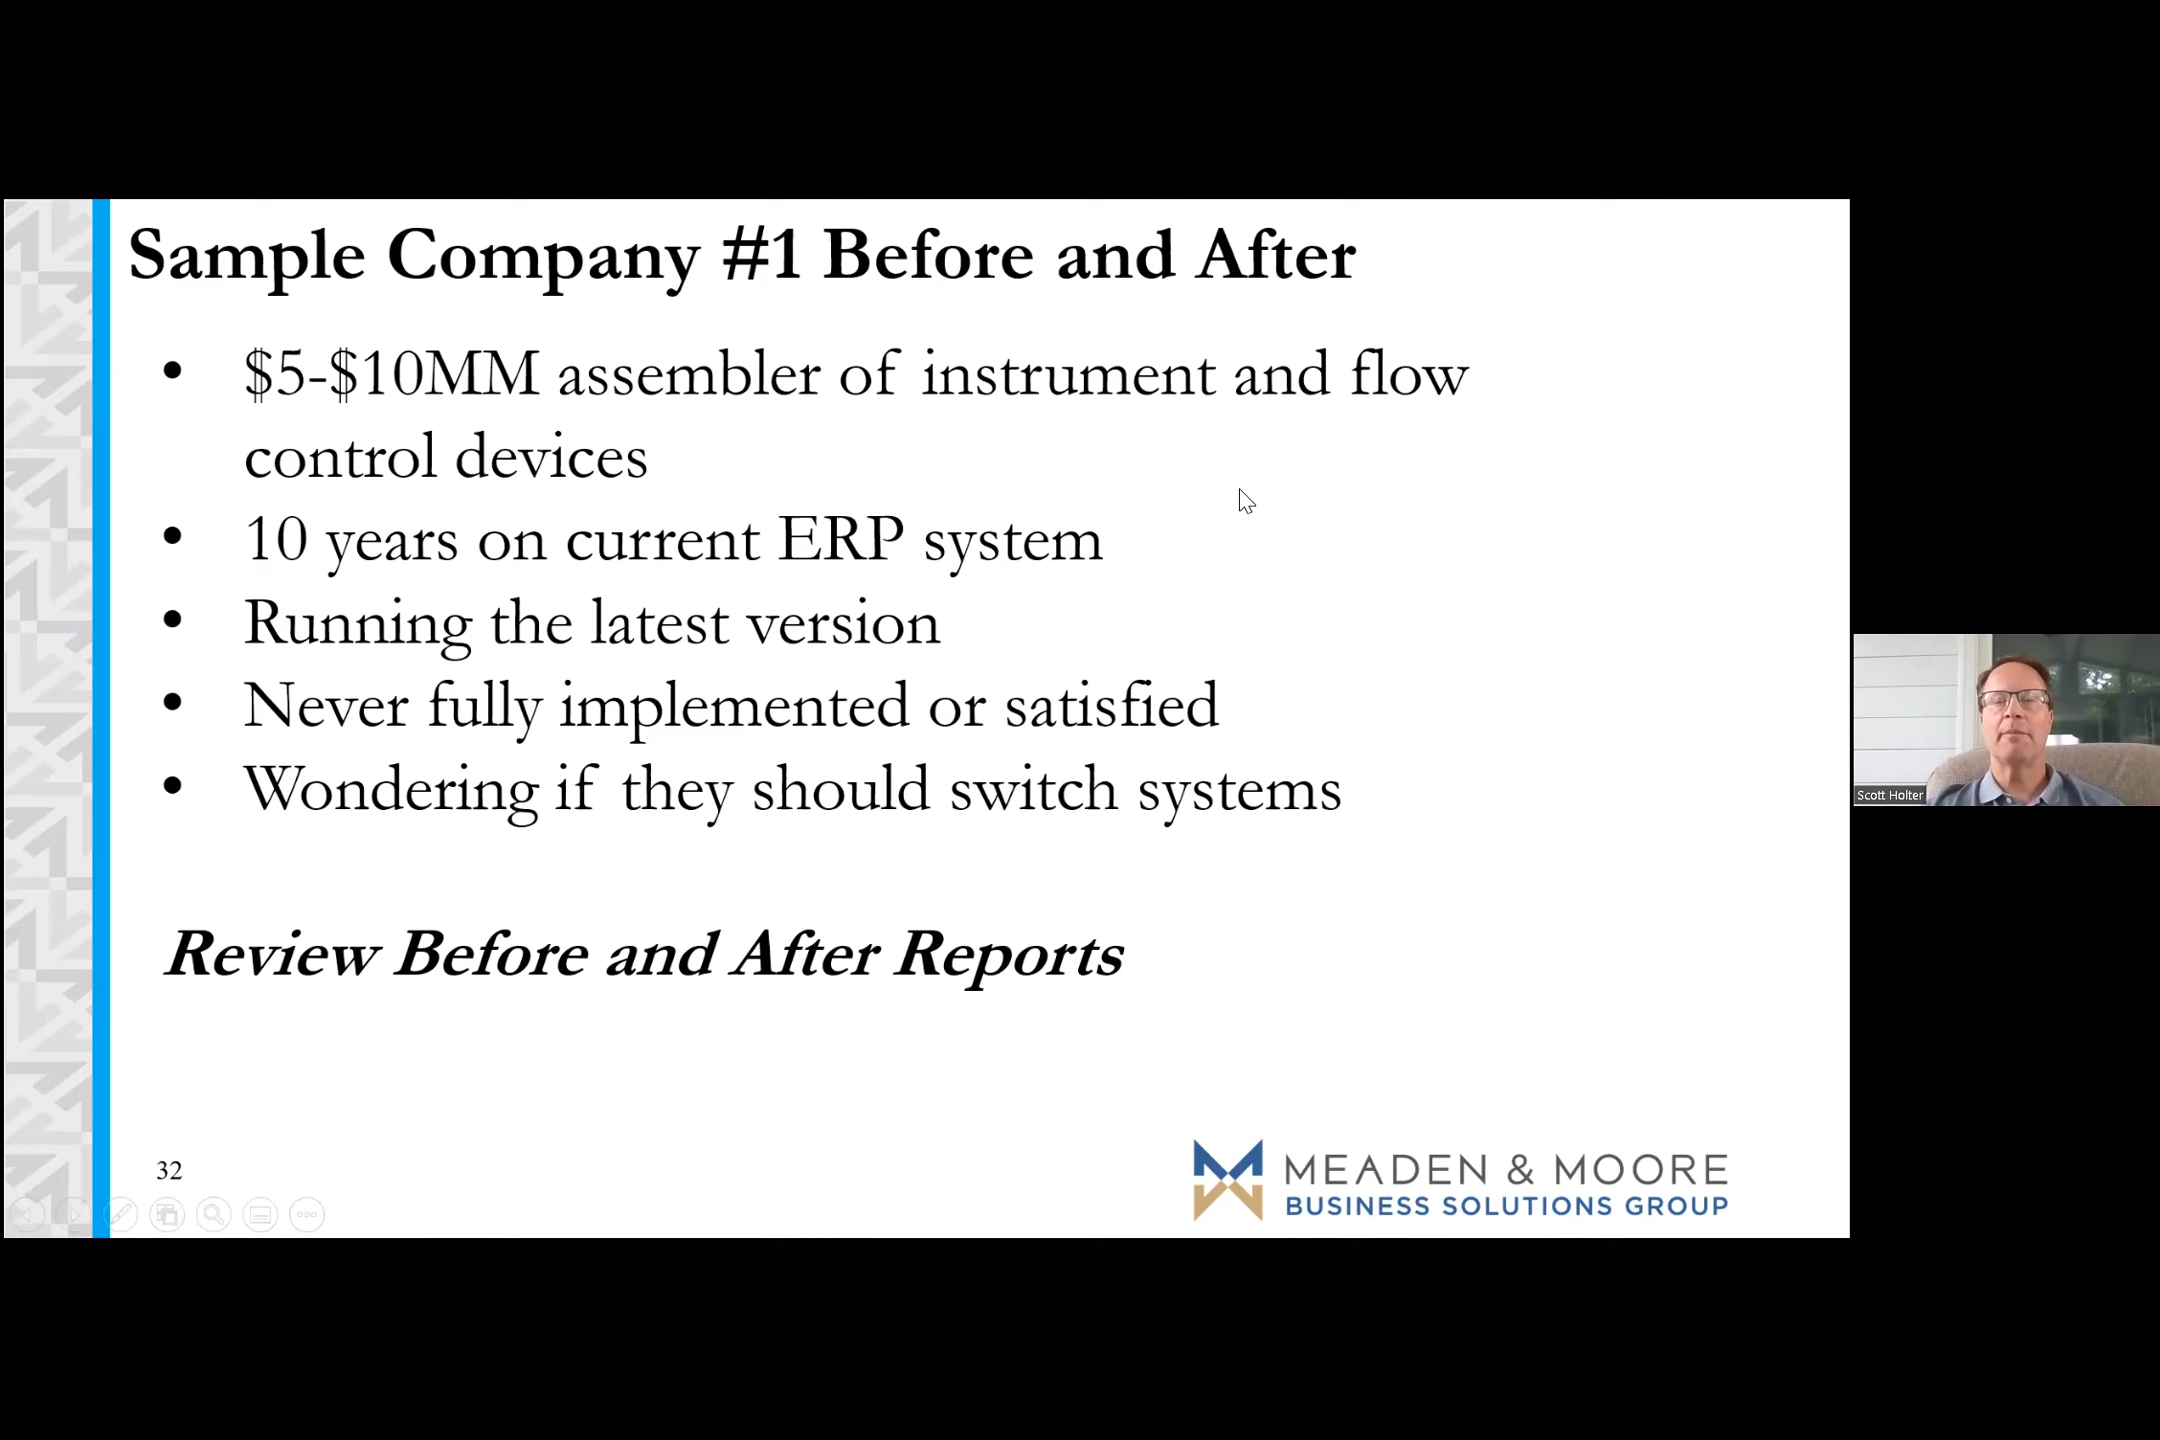 Sample Company #1 Before and After
• $5-$10MM assembler of instrument and flow
control devices
• 10 years on current ERP system
• Running the latest version
• Never fully implemented or satisfied
• Wondering if they should switch systems
Review Before and After Reports
32
MEADEN & MOORE
BUSINESS SOLUTIONS GROUP
Scott Holter